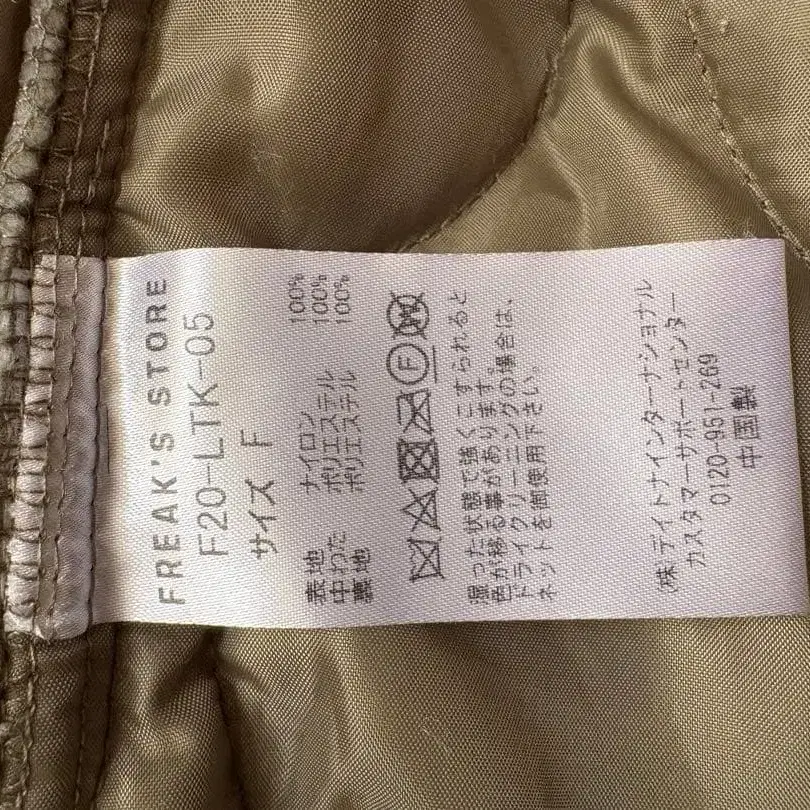 FREAK'S STORE
F20-LTK-05
サイズ F
表地 ナイロン 100%
中わた ポリエステル 100%
裏地 ポリエステル 100%
湿った状態で強くこすられると
色が移る事があります。
ドライクリーニングの場合は、
ネットを御使用下さい。
(株)デイトナインターナショナル
カスタマーサポートセンター
0120-951-269
中国製